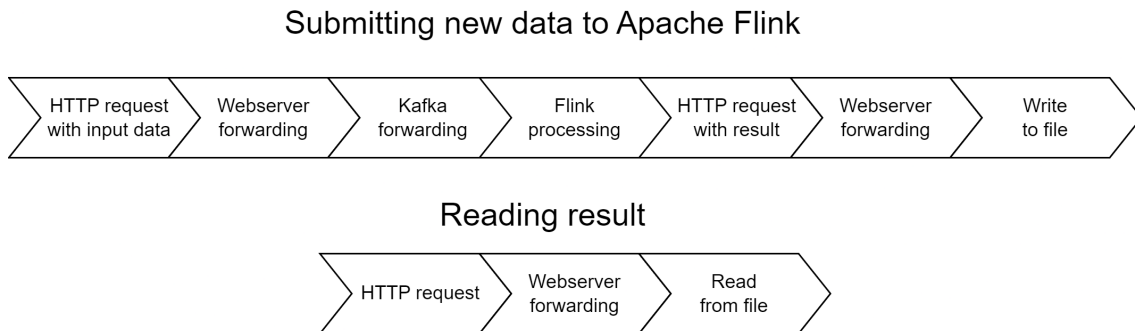 Submitting new data to Apache Flink
HTTP request
with input data
Webserver
forwarding
Kafka
forwarding
Flink
processing
HTTP request
with result
Webserver
forwarding
Write
to file
Reading result
HTTP request
Webserver
forwarding
Read
from file